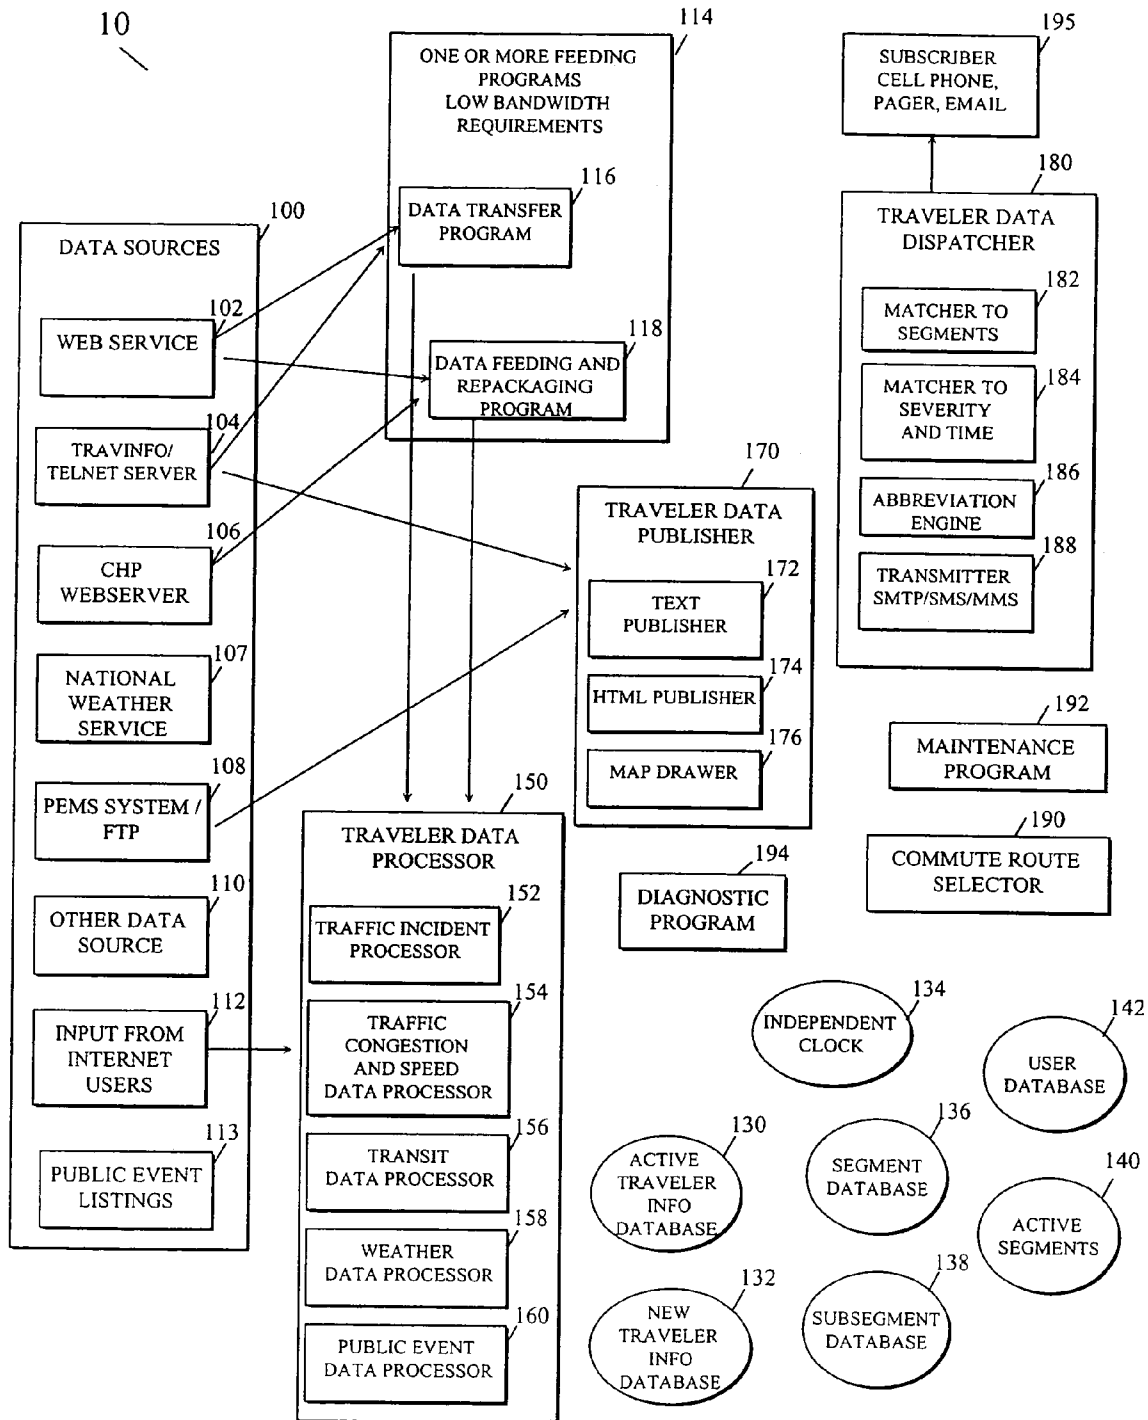 10
114
ONE OR MORE FEEDING
PROGRAMS
LOW BANDWIDTH
REQUIREMENTS
116
DATA TRANSFER
PROGRAM
118
DATA FEEDING AND
REPACKAGING
PROGRAM
195
SUBSCRIBER
CELL PHONE,
PAGER, EMAIL
180
TRAVELER DATA
DISPATCHER
182
MATCHER TO
SEGMENTS
184
MATCHER TO
SEVERITY
AND TIME
186
ABBREVIATION
ENGINE
188
TRANSMITTER
SMTP/SMS/MMS
100
DATA SOURCES
102
WEB SERVICE
104
TRAVINFO/
TELNET SERVER
106
CHP
WEBSERVER
107
NATIONAL
WEATHER
SERVICE
108
PEMS SYSTEM /
FTP
110
OTHER DATA
SOURCE
112
INPUT FROM
INTERNET
USERS
113
PUBLIC EVENT
LISTINGS
170
TRAVELER DATA
PUBLISHER
172
TEXT
PUBLISHER
174
HTML PUBLISHER
176
MAP DRAWER
192
MAINTENANCE
PROGRAM
190
COMMUTE ROUTE
SELECTOR
194
DIAGNOSTIC
PROGRAM
150
TRAVELER DATA
PROCESSOR
152
TRAFFIC INCIDENT
PROCESSOR
154
TRAFFIC
CONGESTION
AND SPEED
DATA PROCESSOR
156
TRANSIT
DATA PROCESSOR
158
WEATHER
DATA PROCESSOR
160
PUBLIC EVENT
DATA PROCESSOR
134
INDEPENDENT
CLOCK
142
USER
DATABASE
130
ACTIVE
TRAVELER
INFO
DATABASE
136
SEGMENT
DATABASE
140
ACTIVE
SEGMENTS
132
NEW
TRAVELER
INFO
DATABASE
138
SUBSEGMENT
DATABASE